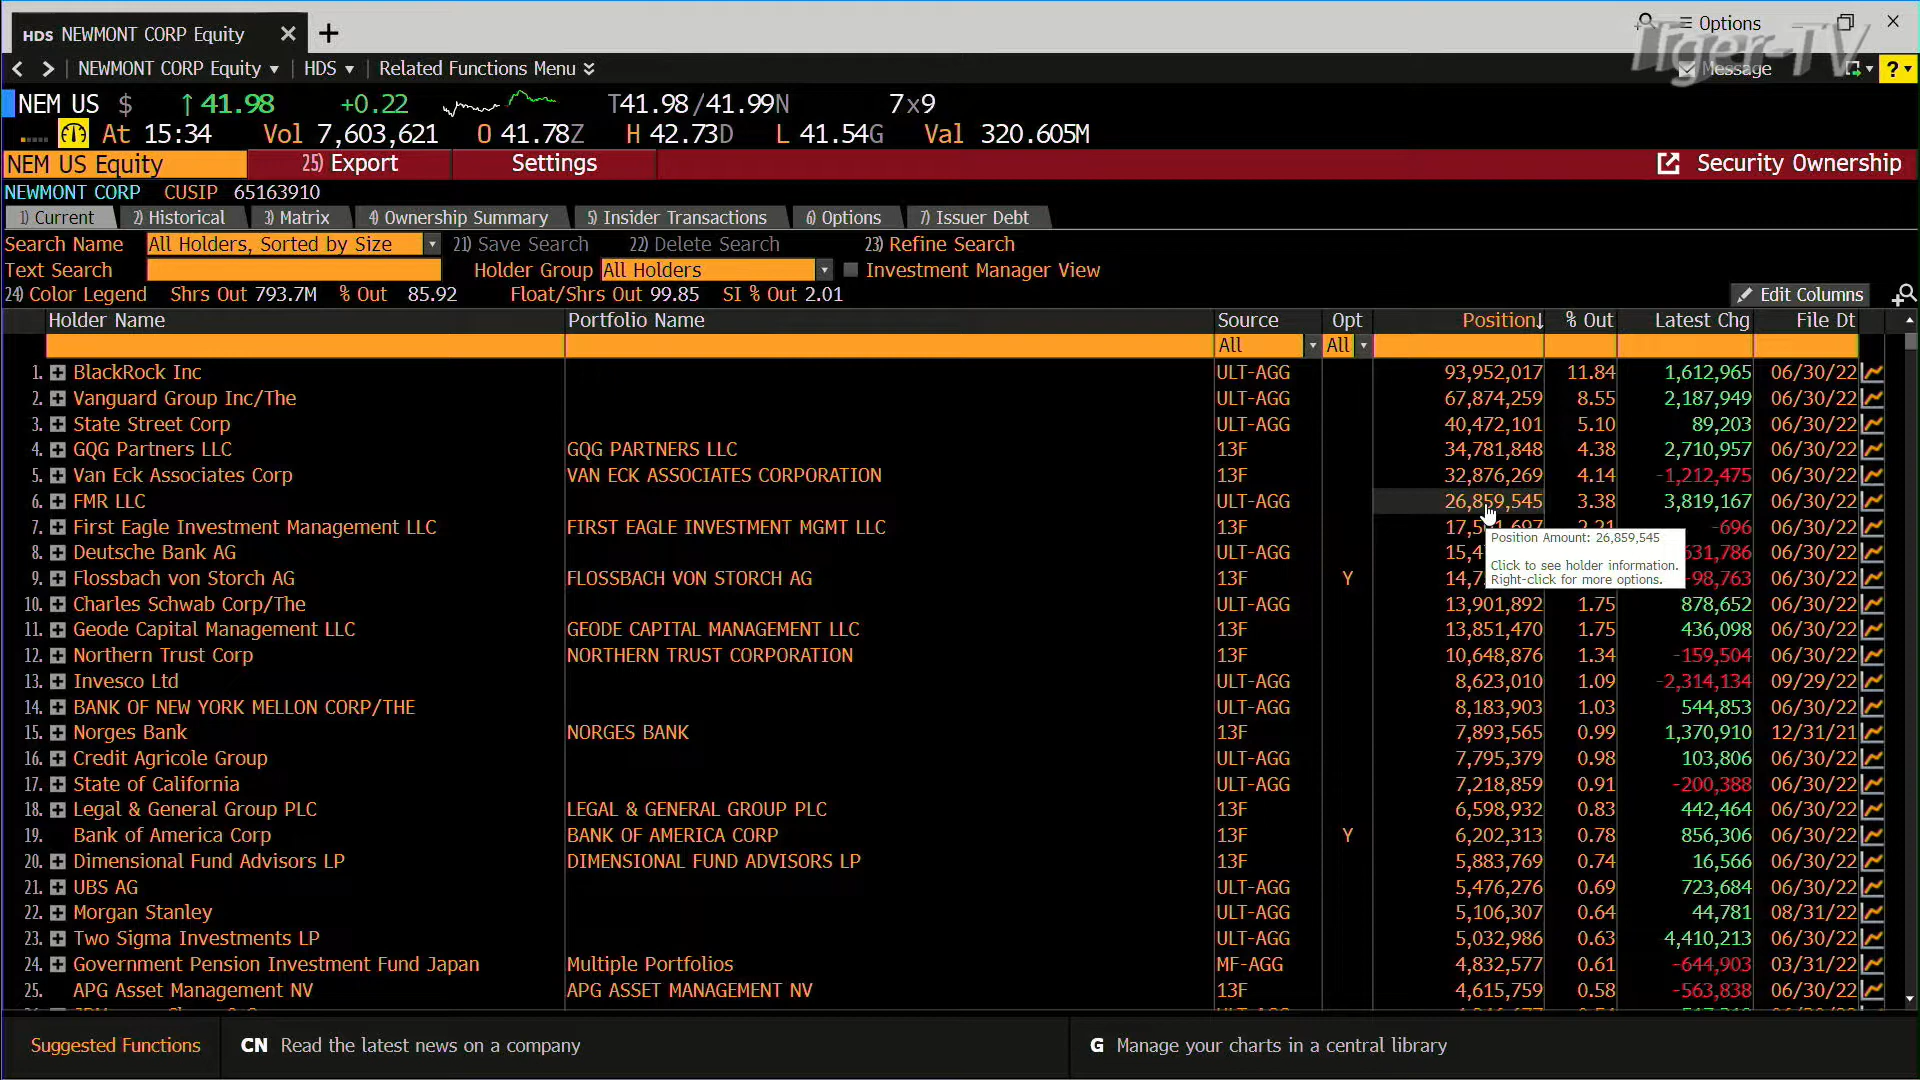 HDS NEWMONT CORP Equity
Options
NEWMONT CORP Equity HDS Related Functions Menu
Message
Tiger-TV
?
NEM US $ ↑ 41.98 +0.22 T41.98/41.99N 7x9
At 15:34 Vol 7,603,621 O 41.78Z H 42.73D L 41.54G Val 320.605M
NEM US Equity 25) Export Settings Security Ownership
NEWMONT CORP CUSIP 65163910
1) Current 2) Historical 3) Matrix 4) Ownership Summary 5) Insider Transactions 6) Options 7) Issuer Debt
Search Name All Holders, Sorted by Size 21) Save Search 22) Delete Search 23) Refine Search
Text Search Holder Group All Holders Investment Manager View
24) Color Legend Shrs Out 793.7M % Out 85.92 Float/Shrs Out 99.85 SI % Out 2.01 Edit Columns
Holder Name Portfolio Name Source Opt Position↓ % Out Latest Chg File Dt
All All
1. BlackRock Inc ULT-AGG 93,952,017 11.84 1,612,965 06/30/22
2. Vanguard Group Inc/The ULT-AGG 67,874,259 8.55 2,187,949 06/30/22
3. State Street Corp ULT-AGG 40,472,101 5.10 89,203 06/30/22
4. GQG Partners LLC GQG PARTNERS LLC 13F 34,781,848 4.38 2,710,957 06/30/22
5. Van Eck Associates Corp VAN ECK ASSOCIATES CORPORATION 13F 32,876,269 4.14 -1,212,475 06/30/22
6. FMR LLC ULT-AGG 26,859,545 3.38 3,819,167 06/30/22
7. First Eagle Investment Management LLC FIRST EAGLE INVESTMENT MGMT LLC 13F -696 06/30/22
8. Deutsche Bank AG ULT-AGG 06/30/22
9. Flossbach von Storch AG FLOSSBACH VON STORCH AG 13F Y -98,763 06/30/22
Position Amount: 26,859,545
Click to see holder information.
Right-click for more options.
10. Charles Schwab Corp/The ULT-AGG 13,901,892 1.75 878,652 06/30/22
11. Geode Capital Management LLC GEODE CAPITAL MANAGEMENT LLC 13F 13,851,470 1.75 436,098 06/30/22
12. Northern Trust Corp NORTHERN TRUST CORPORATION 13F 10,648,876 1.34 -159,504 06/30/22
13. Invesco Ltd ULT-AGG 8,623,010 1.09 -2,314,134 09/29/22
14. BANK OF NEW YORK MELLON CORP/THE ULT-AGG 8,183,903 1.03 544,853 06/30/22
15. Norges Bank NORGES BANK 13F 7,893,565 0.99 1,370,910 12/31/21
16. Credit Agricole Group ULT-AGG 7,795,379 0.98 103,806 06/30/22
17. State of California ULT-AGG 7,218,859 0.91 -200,388 06/30/22
18. Legal & General Group PLC LEGAL & GENERAL GROUP PLC 13F 6,598,932 0.83 442,464 06/30/22
19. Bank of America Corp BANK OF AMERICA CORP 13F Y 6,202,313 0.78 856,306 06/30/22
20. Dimensional Fund Advisors LP DIMENSIONAL FUND ADVISORS LP 13F 5,883,769 0.74 16,566 06/30/22
21. UBS AG ULT-AGG 5,476,276 0.69 723,684 06/30/22
22. Morgan Stanley ULT-AGG 5,106,307 0.64 44,781 08/31/22
23. Two Sigma Investments LP ULT-AGG 5,032,986 0.63 4,410,213 06/30/22
24. Government Pension Investment Fund Japan Multiple Portfolios MF-AGG 4,832,577 0.61 -644,903 03/31/22
25. APG Asset Management NV APG ASSET MANAGEMENT NV 13F 4,615,759 0.58 -563,838 06/30/22
Suggested Functions CN Read the latest news on a company G Manage your charts in a central library